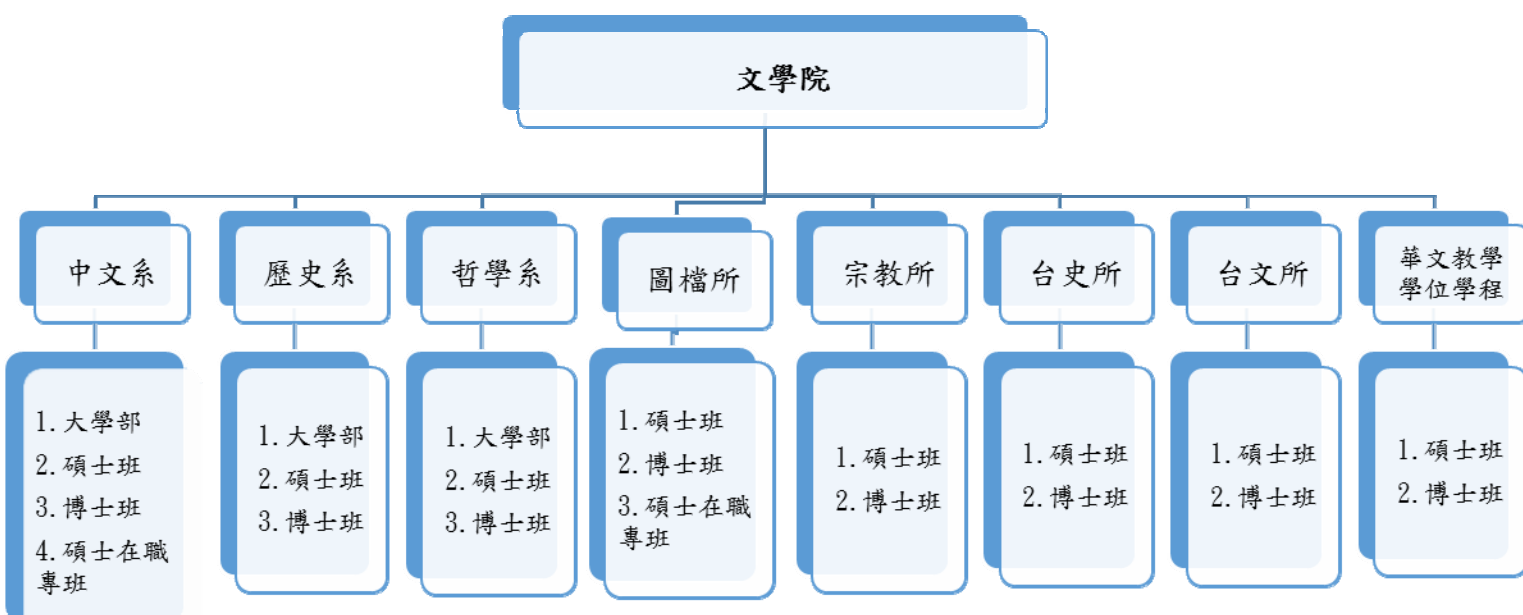 文學院
中文系
歷史系
哲學系
圖檔所
宗教所
台史所
台文所
華文教學
學位學程
1.大學部
2.碩士班
3.博士班
4.碩士在職
專班
1.大學部
2.碩士班
3.博士班
1.大學部
2.碩士班
3.博士班
1.碩士班
2.博士班
3.碩士在職
專班
1.碩士班
2.博士班
1.碩士班
2.博士班
1.碩士班
2.博士班
1.碩士班
2.博士班